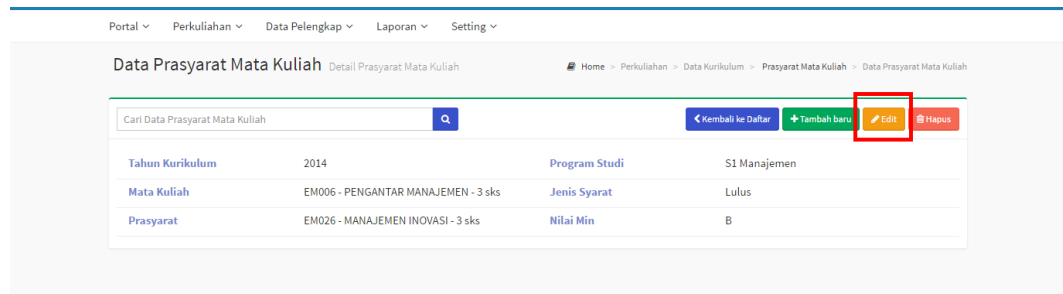 Portal Perkuliahan Data Pelengkap Laporan Setting
Data Prasyarat Mata Kuliah Detail Prasyarat Mata Kuliah Home > Perkuliahan > Data Kurikulum > Prasyarat Mata Kuliah > Data Prasyarat Mata Kuliah
Cari Data Prasyarat Mata Kuliah Kembali ke Daftar Tambah baru Edit Hapus
Tahun Kurikulum 2014 Program Studi S1 Manajemen
Mata Kuliah EM006 - PENGANTAR MANAJEMEN - 3 sks Jenis Syarat Lulus
Prasyarat EM026 - MANAJEMEN INOVASI - 3 sks Nilai Min B